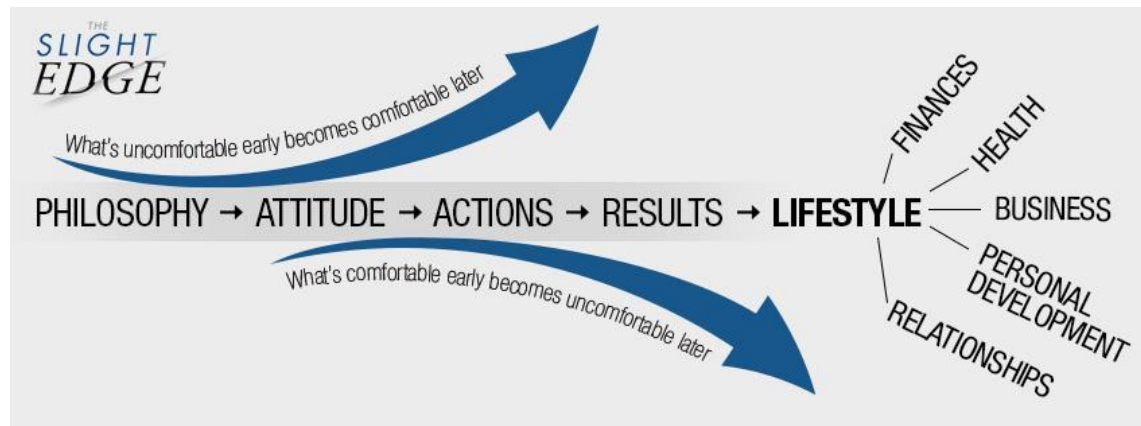 THE
SLIGHT
EDGE
What's uncomfortable early becomes comfortable later
PHILOSOPHY → ATTITUDE → ACTIONS → RESULTS → LIFESTYLE
What's comfortable early becomes uncomfortable later
FINANCES
HEALTH
BUSINESS
PERSONAL
DEVELOPMENT
RELATIONSHIPS